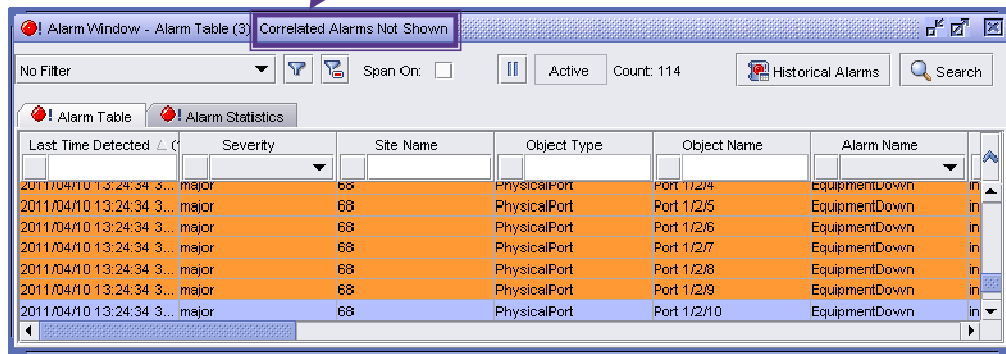 Alarm Window - Alarm Table (3) Correlated Alarms Not Shown
No Filter Span On: Active Count: 114 Historical Alarms Search
Alarm Table Alarm Statistics
Last Time Detected Severity Site Name Object Type Object Name Alarm Name
2011/04/10 13:24:34 3... major 68 PhysicalPort Port 1/2/4 EquipmentDown in
2011/04/10 13:24:34 3... major 68 PhysicalPort Port 1/2/5 EquipmentDown in
2011/04/10 13:24:34 3... major 68 PhysicalPort Port 1/2/6 EquipmentDown in
2011/04/10 13:24:34 3... major 68 PhysicalPort Port 1/2/7 EquipmentDown in
2011/04/10 13:24:34 3... major 68 PhysicalPort Port 1/2/8 EquipmentDown in
2011/04/10 13:24:34 3... major 68 PhysicalPort Port 1/2/9 EquipmentDown in
2011/04/10 13:24:34 3... major 68 PhysicalPort Port 1/2/10 EquipmentDown in